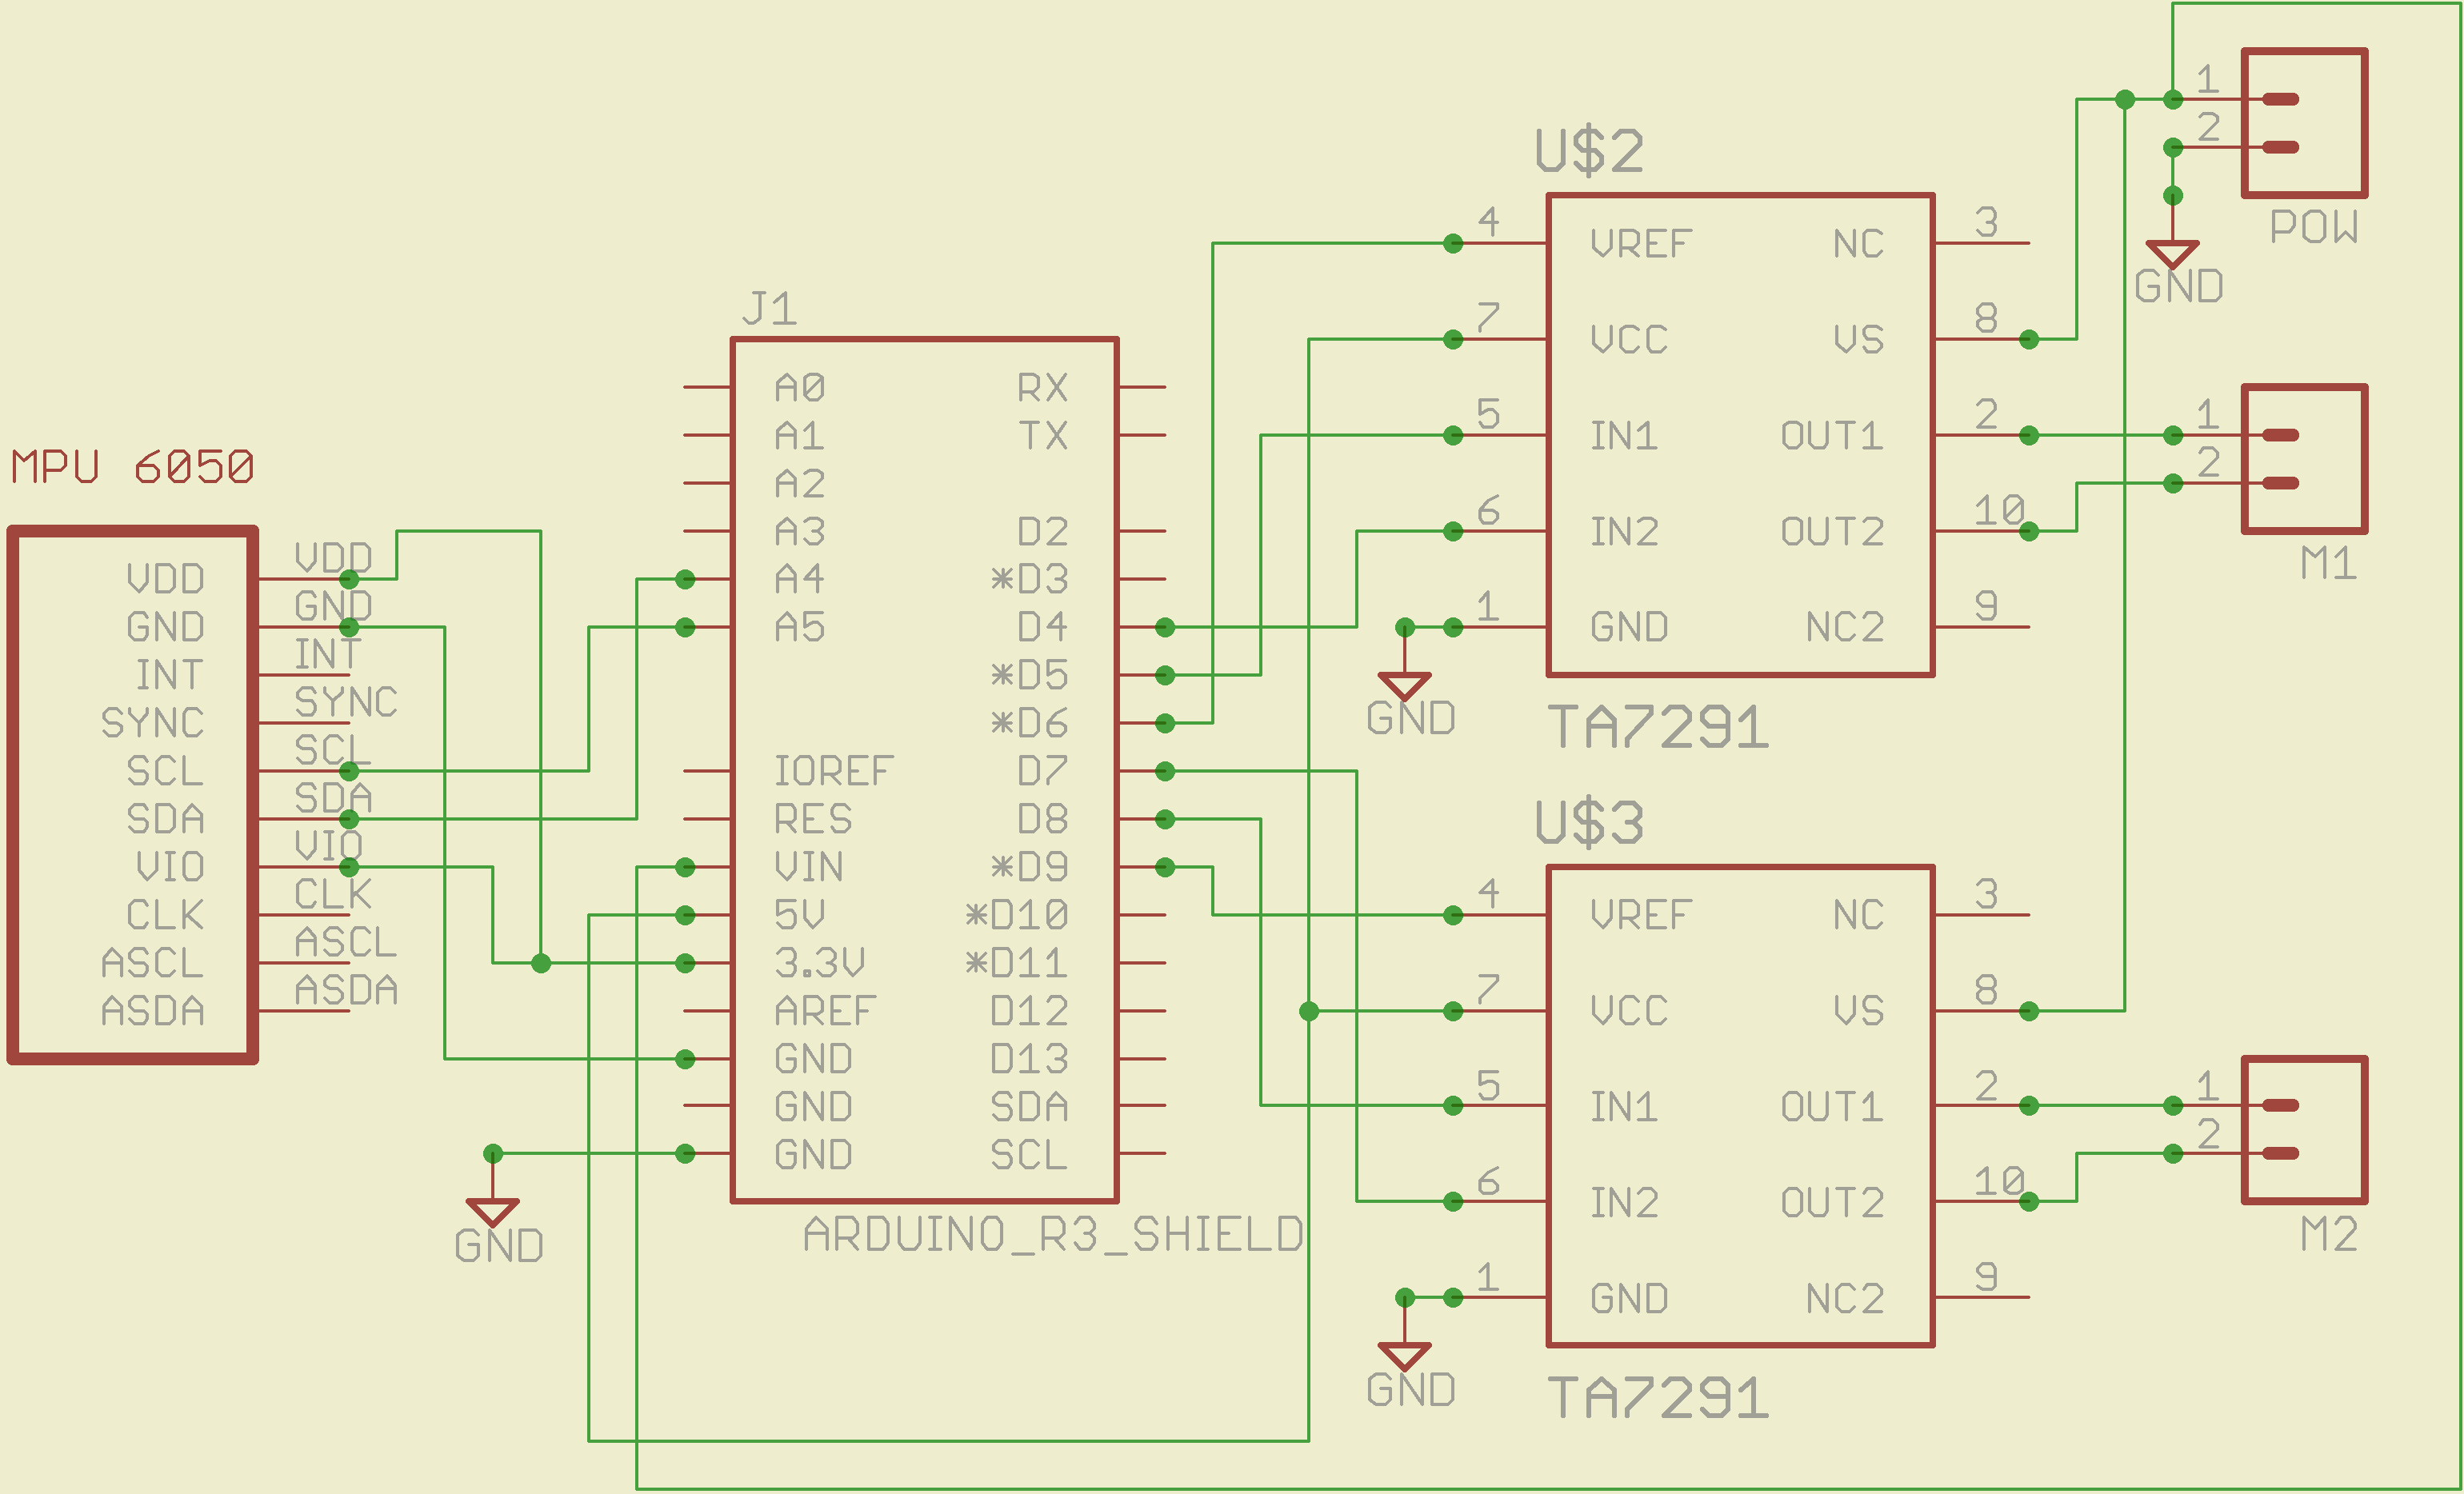 MPU 6050
VDD VDD
GND GND
INT INT
SYNC SYNC
SCL SCL
SDA SDA
VIO VIO
CLK CLK
ASCL ASCL
ASDA ASDA
GND
J1
A0 RX
A1 TX
A2
A3 D2
A4 *D3
A5 D4
*D5
*D6
IOREF D7
RES D8
VIN *D9
5V *D10
3.3V *D11
AREF D12
GND D13
GND SDA
GND SCL
ARDUINO_R3_SHIELD
U$2
4 VREF NC 3
7 VCC VS 8
5 IN1 OUT1 2
6 IN2 OUT2 10
1 GND NC2 9
GND
TA7291
U$3
4 VREF NC 3
7 VCC VS 8
5 IN1 OUT1 2
6 IN2 OUT2 10
1 GND NC2 9
GND
TA7291
1
2
POW
GND
1
2
M1
1
2
M2